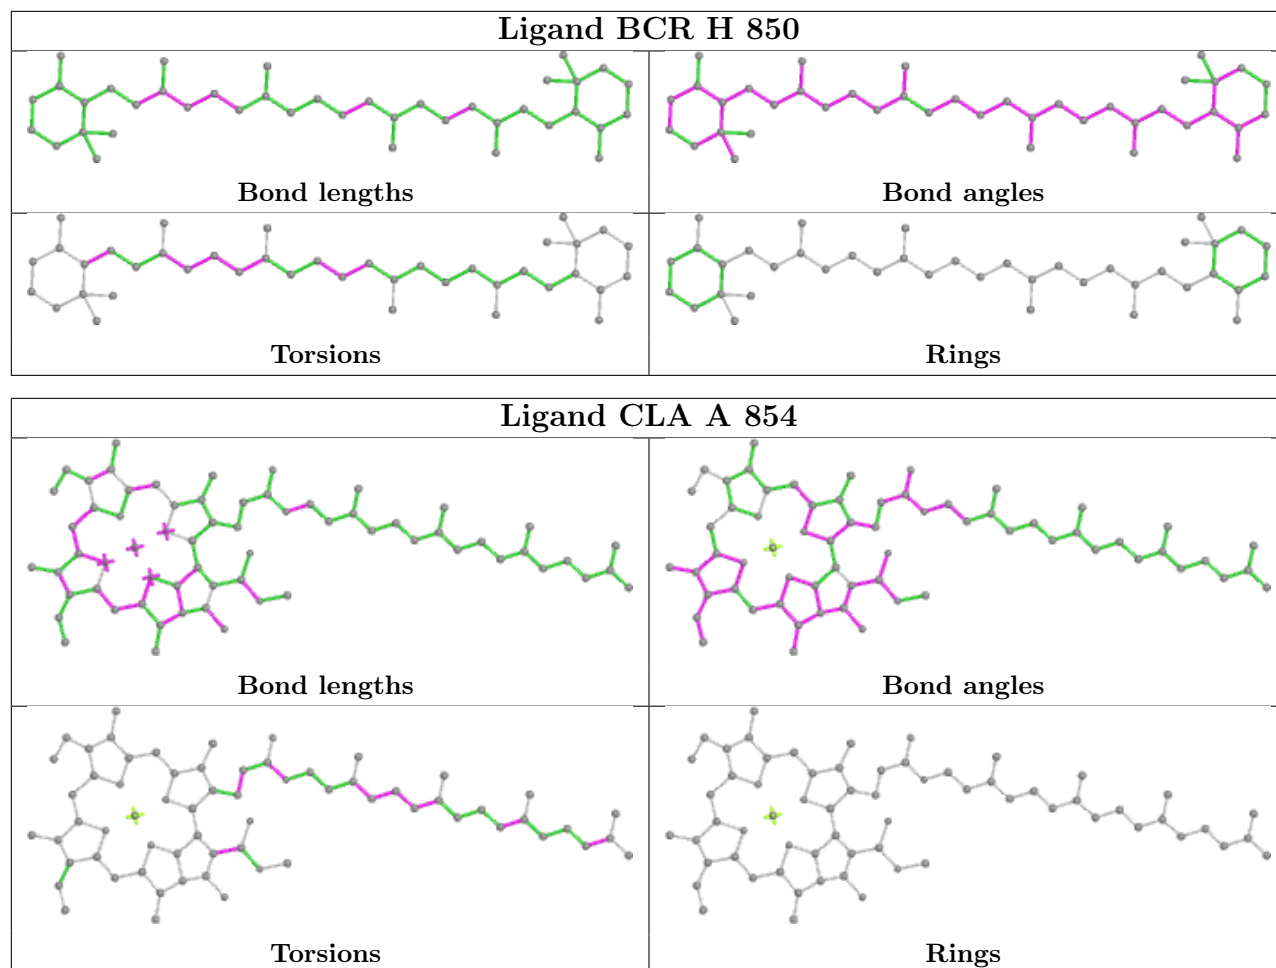 Ligand BCR H 850
Bond lengths
Bond angles
Torsions
Rings
Ligand CLA A 854
Bond lengths
Bond angles
Torsions
Rings